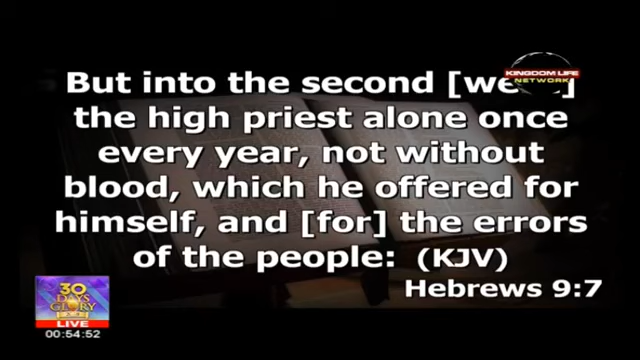 KINGDOM LIFE
NETWORK
But into the second
the high priest alone once
every year, not without
blood, which he offered for
himself, and [for] the errors
of the people: (KJV)
Hebrews 9:7
30
DAYS
GLORY
LIVE
00:54:52